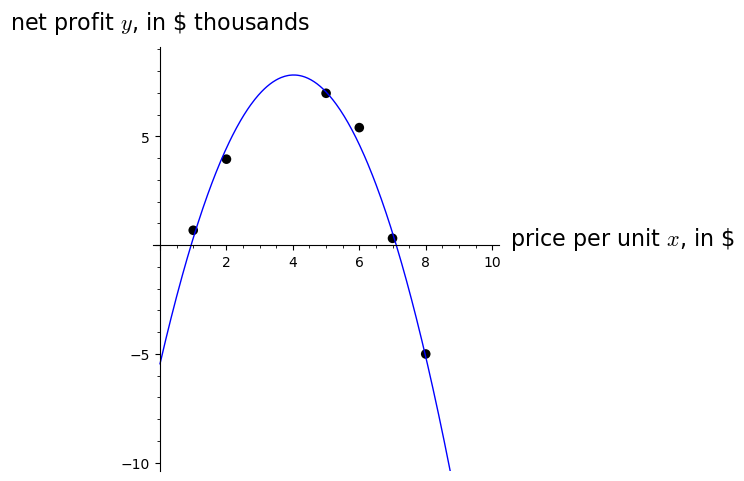 net profit y, in $ thousands
5
price per unit x, in $
2 4 6 8 10
−5
−10